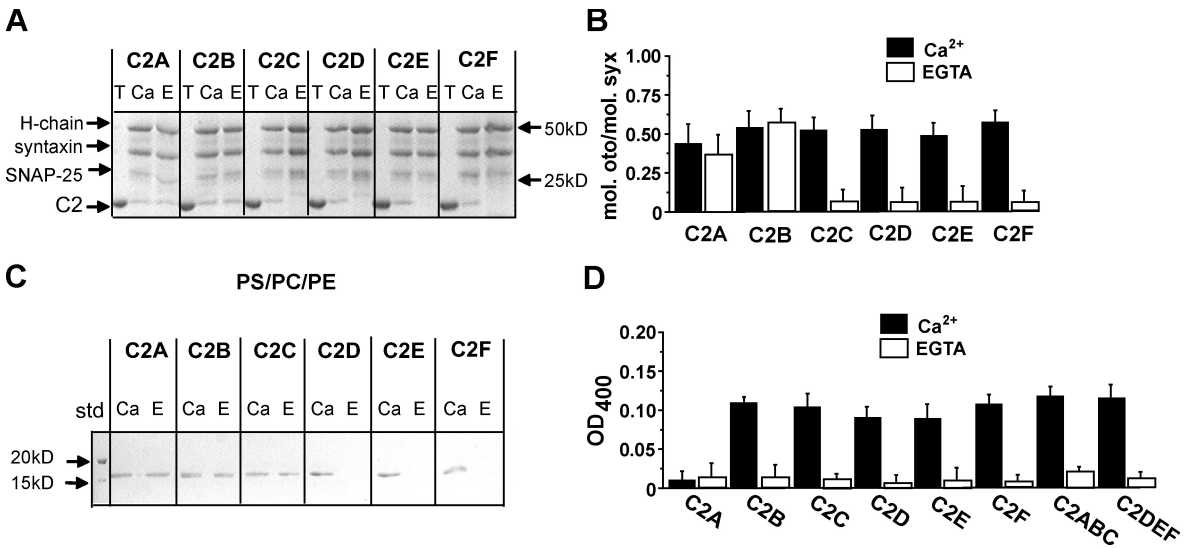 A
C2A C2B C2C C2D C2E C2F
T Ca E T Ca E T Ca E T Ca E T Ca E T Ca E
H-chain
syntaxin
SNAP-25
C2
50kD
25kD
B
Ca2+
EGTA
mol. oto/mol. syx
1.00
0.75
0.50
0.25
0
C2A C2B C2C C2D C2E C2F
C
PS/PC/PE
C2A C2B C2C C2D C2E C2F
std Ca E Ca E Ca E Ca E Ca E Ca E
20kD
15kD
D
Ca2+
EGTA
OD400
0.20
0.15
0.10
0.05
0
C2A C2B C2C C2D C2E C2F C2ABC C2DEF